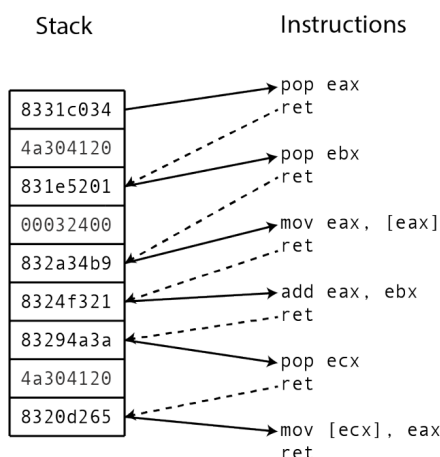 Stack
Instructions
8331c034
4a304120
831e5201
00032400
832a34b9
8324f321
83294a3a
4a304120
8320d265
pop eax
ret
pop ebx
ret
mov eax, [eax]
ret
add eax, ebx
ret
pop ecx
ret
mov [ecx], eax
ret